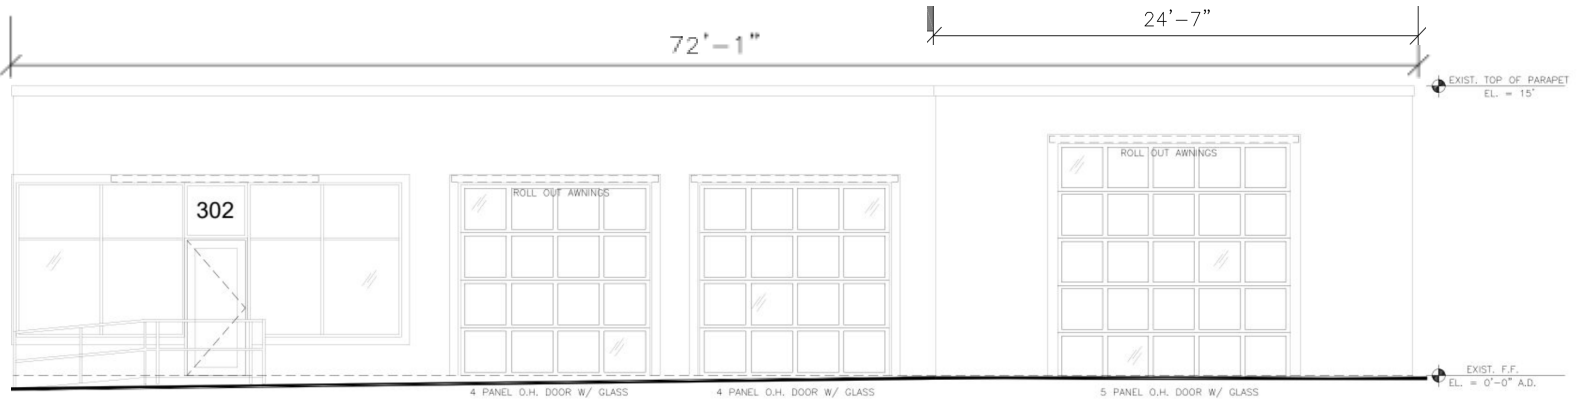 24'-7"
72'-1"
EXIST. TOP OF PARAPET
EL. = 15'
ROLL OUT AWNINGS
ROLL OUT AWNINGS
302
EXIST. F.F.
EL. = 0'-0" A.D.
4 PANEL O.H. DOOR W/ GLASS
4 PANEL O.H. DOOR W/ GLASS
5 PANEL O.H. DOOR W/ GLASS